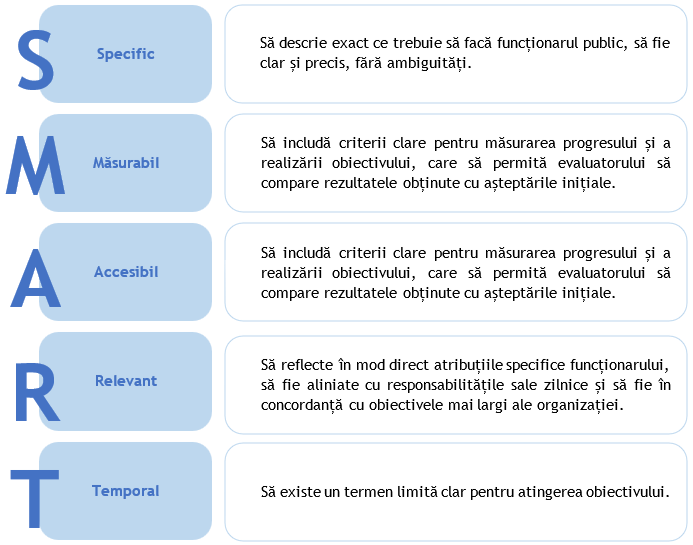 S
Specific
Să descrie exact ce trebuie să facă funcționarul public, să fie
clar și precis, fără ambiguități.
M
Măsurabil
Să includă criterii clare pentru măsurarea progresului și a
realizării obiectivului, care să permită evaluatorului să
compare rezultatele obținute cu așteptările inițiale.
A
Accesibil
Să includă criterii clare pentru măsurarea progresului și a
realizării obiectivului, care să permită evaluatorului să
compare rezultatele obținute cu așteptările inițiale.
R
Relevant
Să reflecte în mod direct atribuțiile specifice funcționarului,
să fie aliniate cu responsabilitățile sale zilnice și să fie în
concordanță cu obiectivele mai largi ale organizației.
T
Temporal
Să existe un termen limită clar pentru atingerea obiectivului.